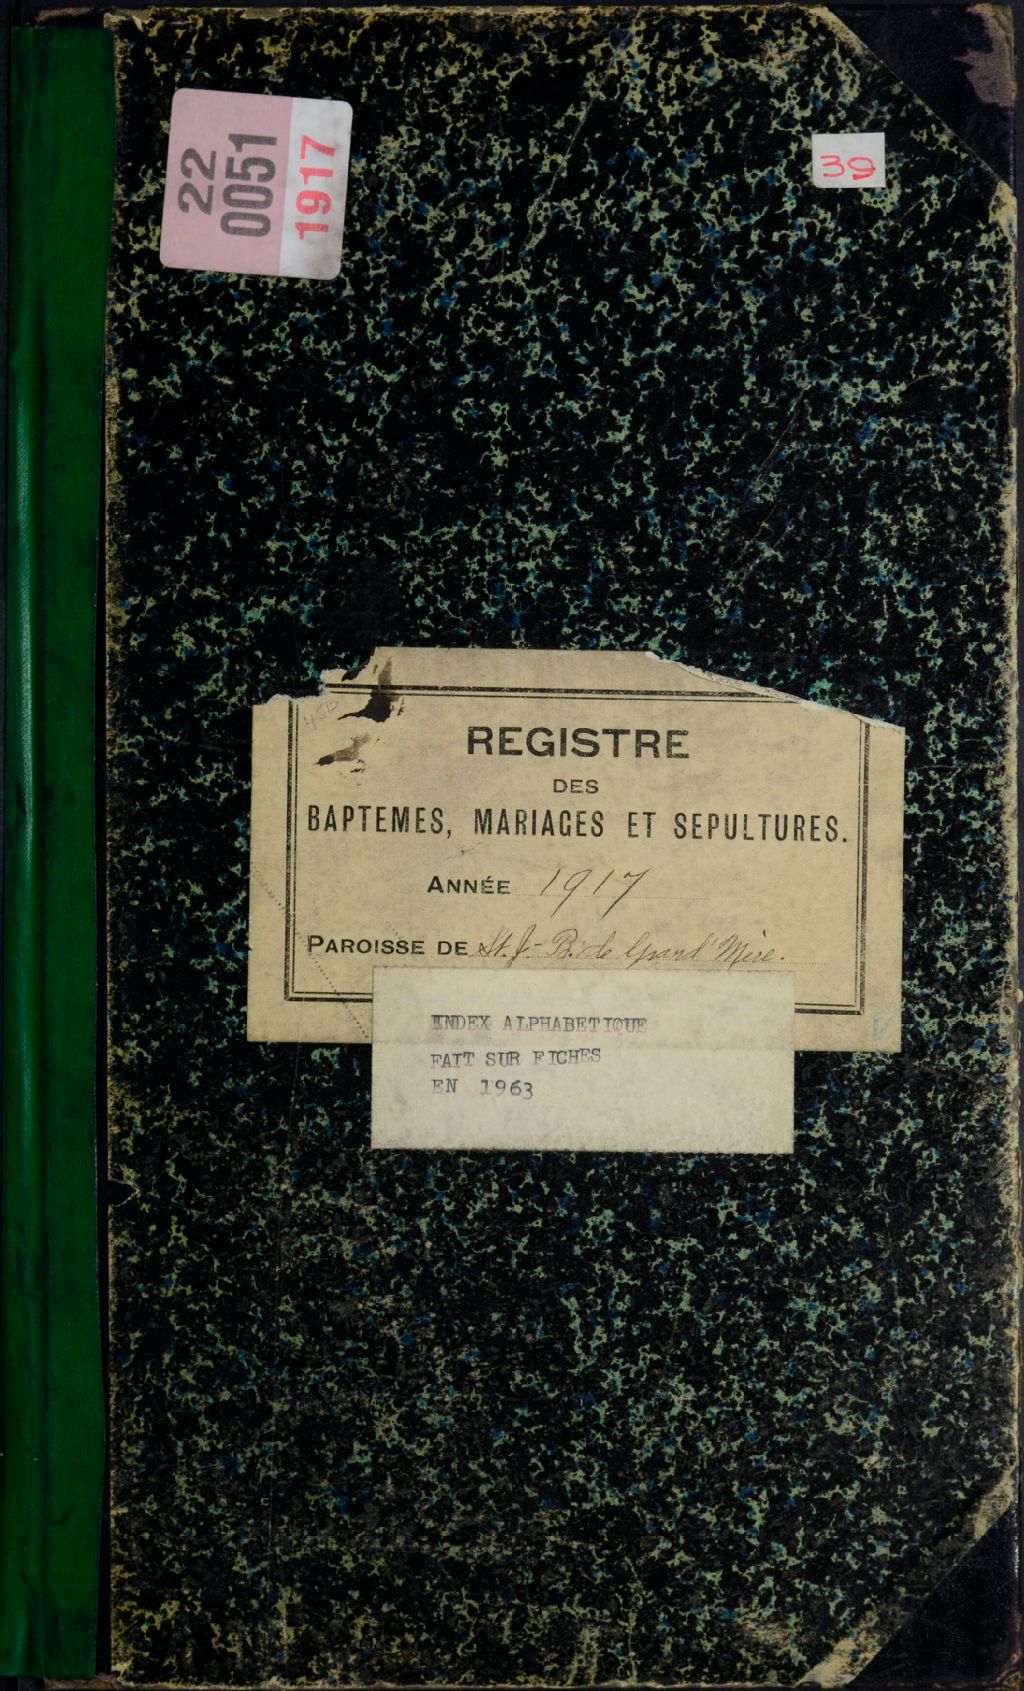 22
0051
1917
39
REGISTRE
DES
BAPTEMES, MARIAGES ET SEPULTURES.
ANNÉE 1917
PAROISSE DE St. J.-B. de Grand'Mère.
INDEX ALPHABETIQUE
FAIT SUR FICHES
EN 1963